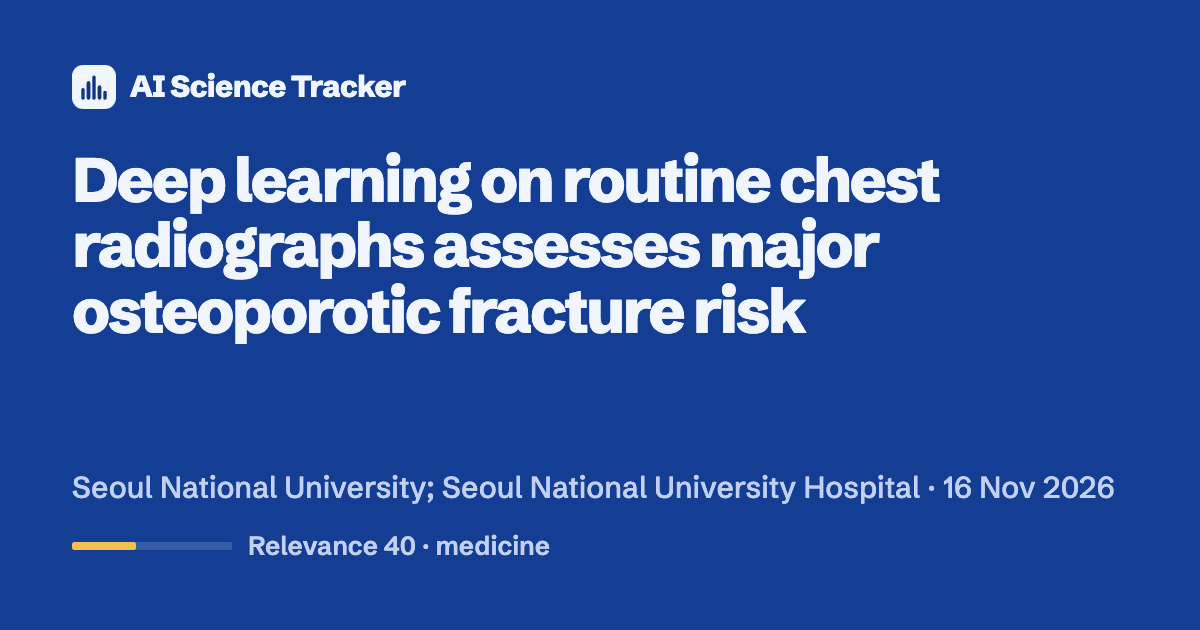 AI Science Tracker
Deep learning on routine chest
radiographs assesses major
osteoporotic fracture risk
Seoul National University; Seoul National University Hospital · 16 Nov 2026
Relevance 40 · medicine